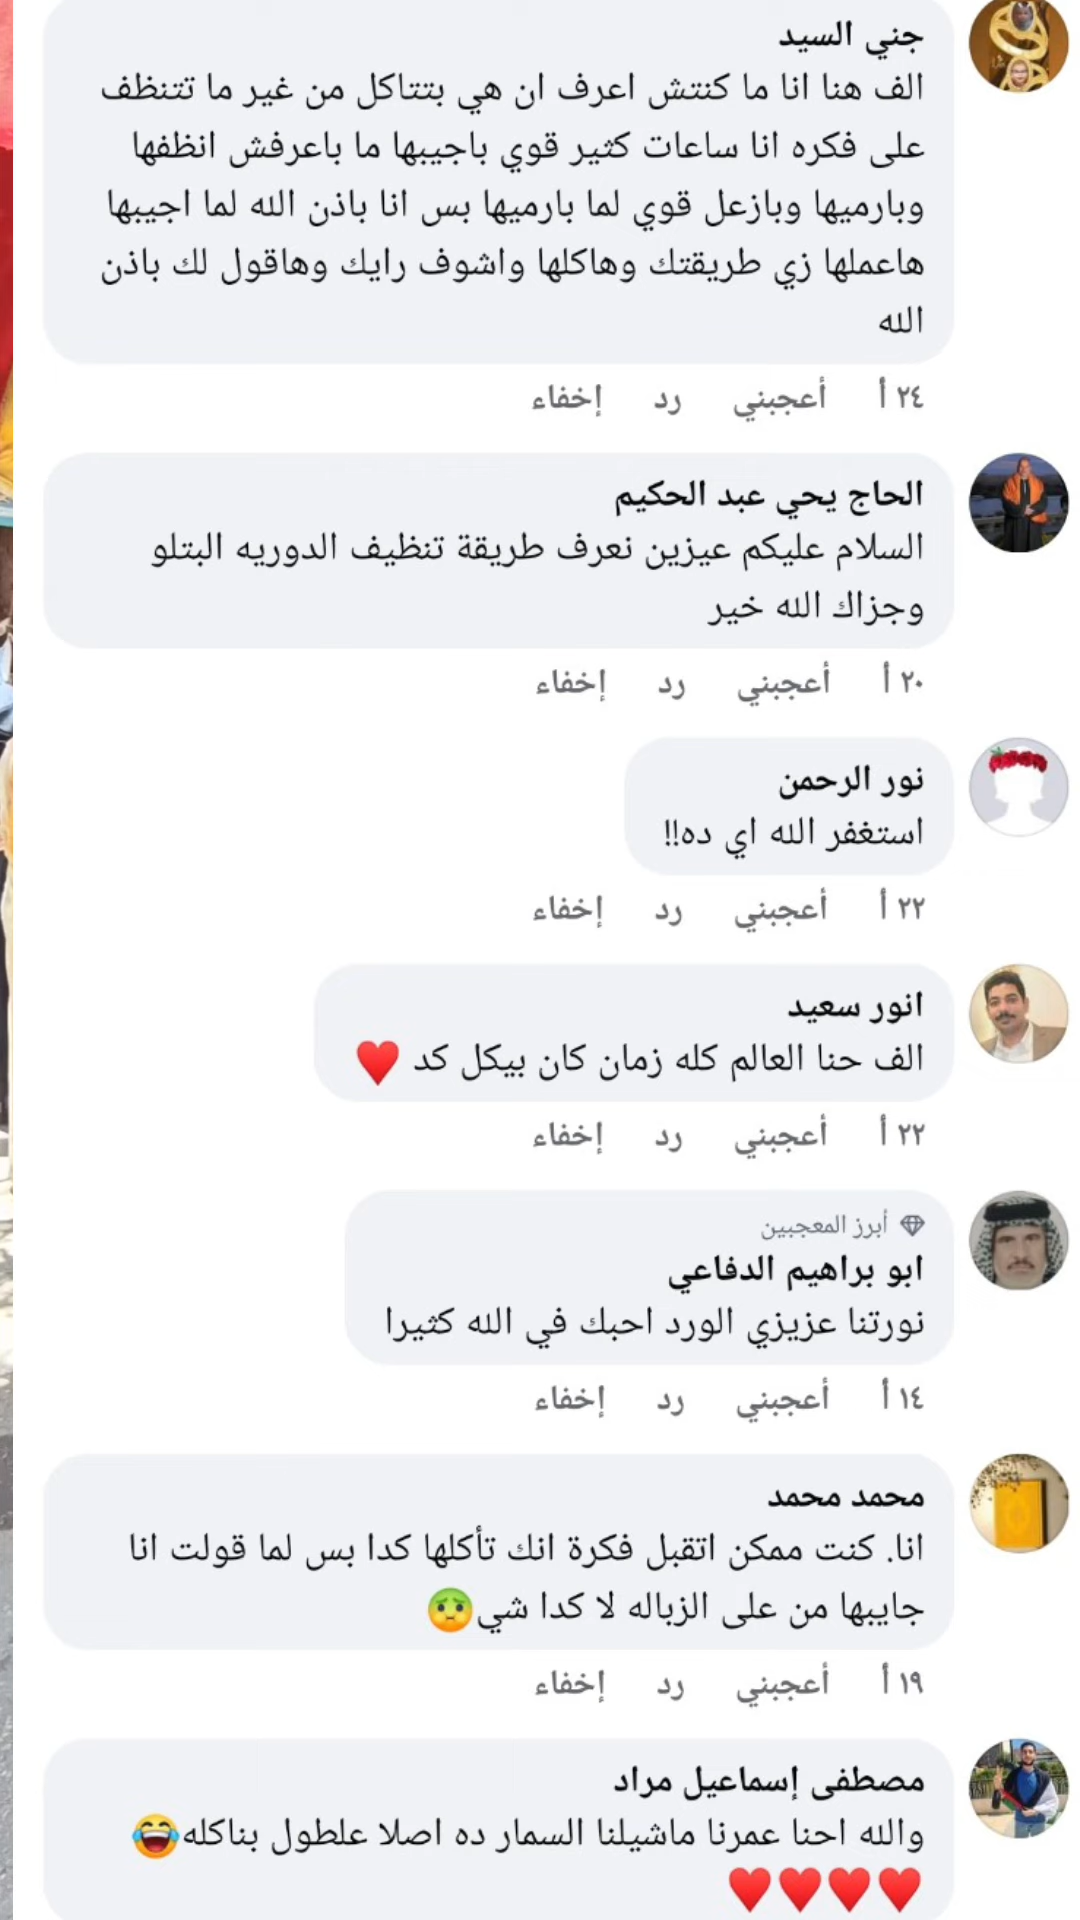 جني السيد
الف هنا انا ما كنتش اعرف ان هي بتتاكل من غير ما تتنظف
على فكره انا ساعات كثير قوي باجيبها ما باعرفش انظفها
وبارميها وبازعل قوي لما بارميها بس انا باذن الله لما اجيبها
هاعملها زي طريقتك وهاكلها واشوف رايك وهاقول لك باذن
الله
٢٤ أ أعجبني رد إخفاء
الحاج يحي عبد الحكيم
السلام عليكم عيزين نعرف طريقة تنظيف الدوريه البتلو
وجزاك الله خير
٢٠ أ أعجبني رد إخفاء
نور الرحمن
استغفر الله اي ده!!
٢٢ أ أعجبني رد إخفاء
انور سعيد
الف حنا العالم كله زمان كان بيكل كد ♥️
٢٢ أ أعجبني رد إخفاء
أبرز المعجبين
ابو براهيم الدفاعي
نورتنا عزيزي الورد احبك في الله كثيرا
١٤ أ أعجبني رد إخفاء
محمد محمد
انا. كنت ممكن اتقبل فكرة انك تأكلها كدا بس لما قولت انا
جايبها من على الزباله لا كدا شي🤢
١٩ أ أعجبني رد إخفاء
مصطفى إسماعيل مراد
والله احنا عمرنا ماشيلنا السمار ده اصلا علطول بناكله😂
♥️♥️♥️♥️